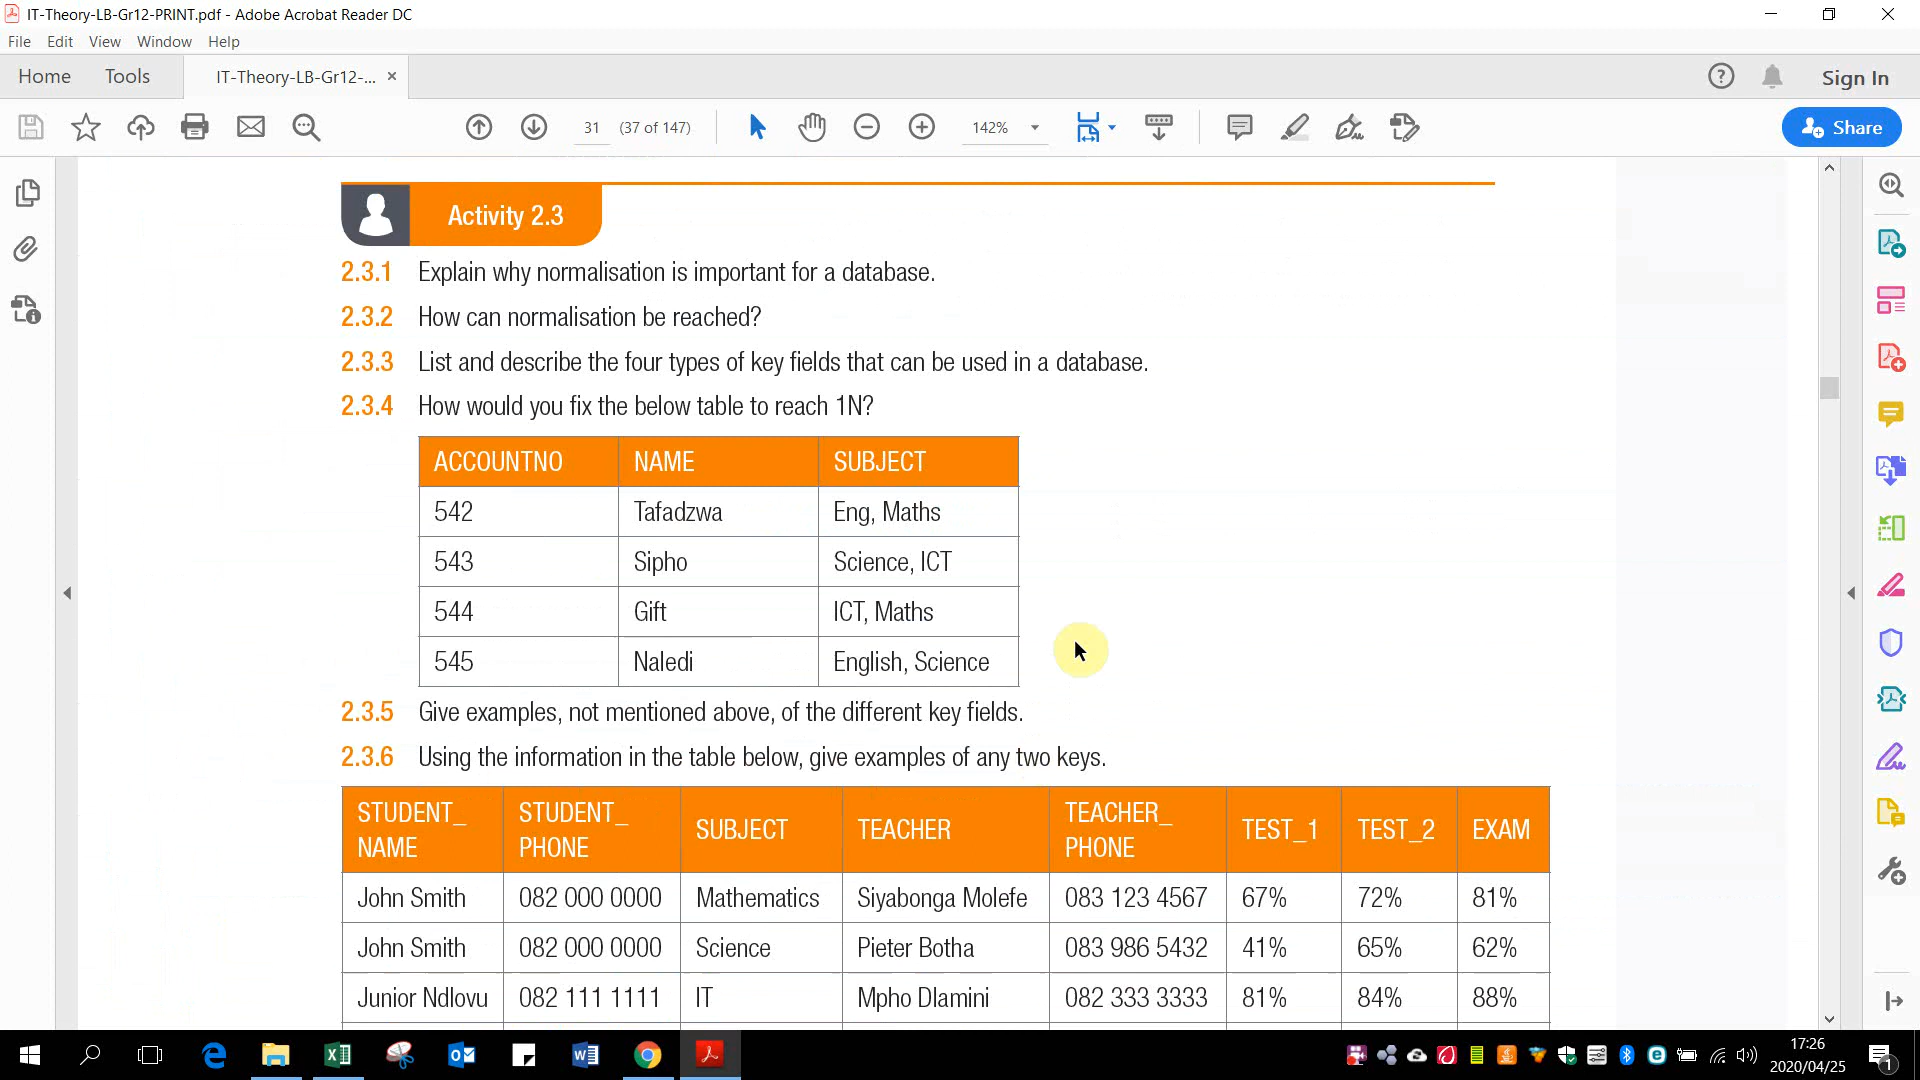 IT-Theory-LB-Gr12-PRINT.pdf - Adobe Acrobat Reader DC
File Edit View Window Help
Home Tools IT-Theory-LB-Gr12-... × Sign In
31 (37 of 147) 142% Share
Activity 2.3
2.3.1 Explain why normalisation is important for a database.
2.3.2 How can normalisation be reached?
2.3.3 List and describe the four types of key fields that can be used in a database.
2.3.4 How would you fix the below table to reach 1N?
ACCOUNTNO NAME SUBJECT
542 Tafadzwa Eng, Maths
543 Sipho Science, ICT
544 Gift ICT, Maths
545 Naledi English, Science
2.3.5 Give examples, not mentioned above, of the different key fields.
2.3.6 Using the information in the table below, give examples of any two keys.
STUDENT_ STUDENT_ SUBJECT TEACHER TEACHER_ TEST_1 TEST_2 EXAM
NAME PHONE PHONE
John Smith 082 000 0000 Mathematics Siyabonga Molefe 083 123 4567 67% 72% 81%
John Smith 082 000 0000 Science Pieter Botha 083 986 5432 41% 65% 62%
Junior Ndlovu 082 111 1111 IT Mpho Dlamini 082 333 3333 81% 84% 88%
17:26
2020/04/25
1